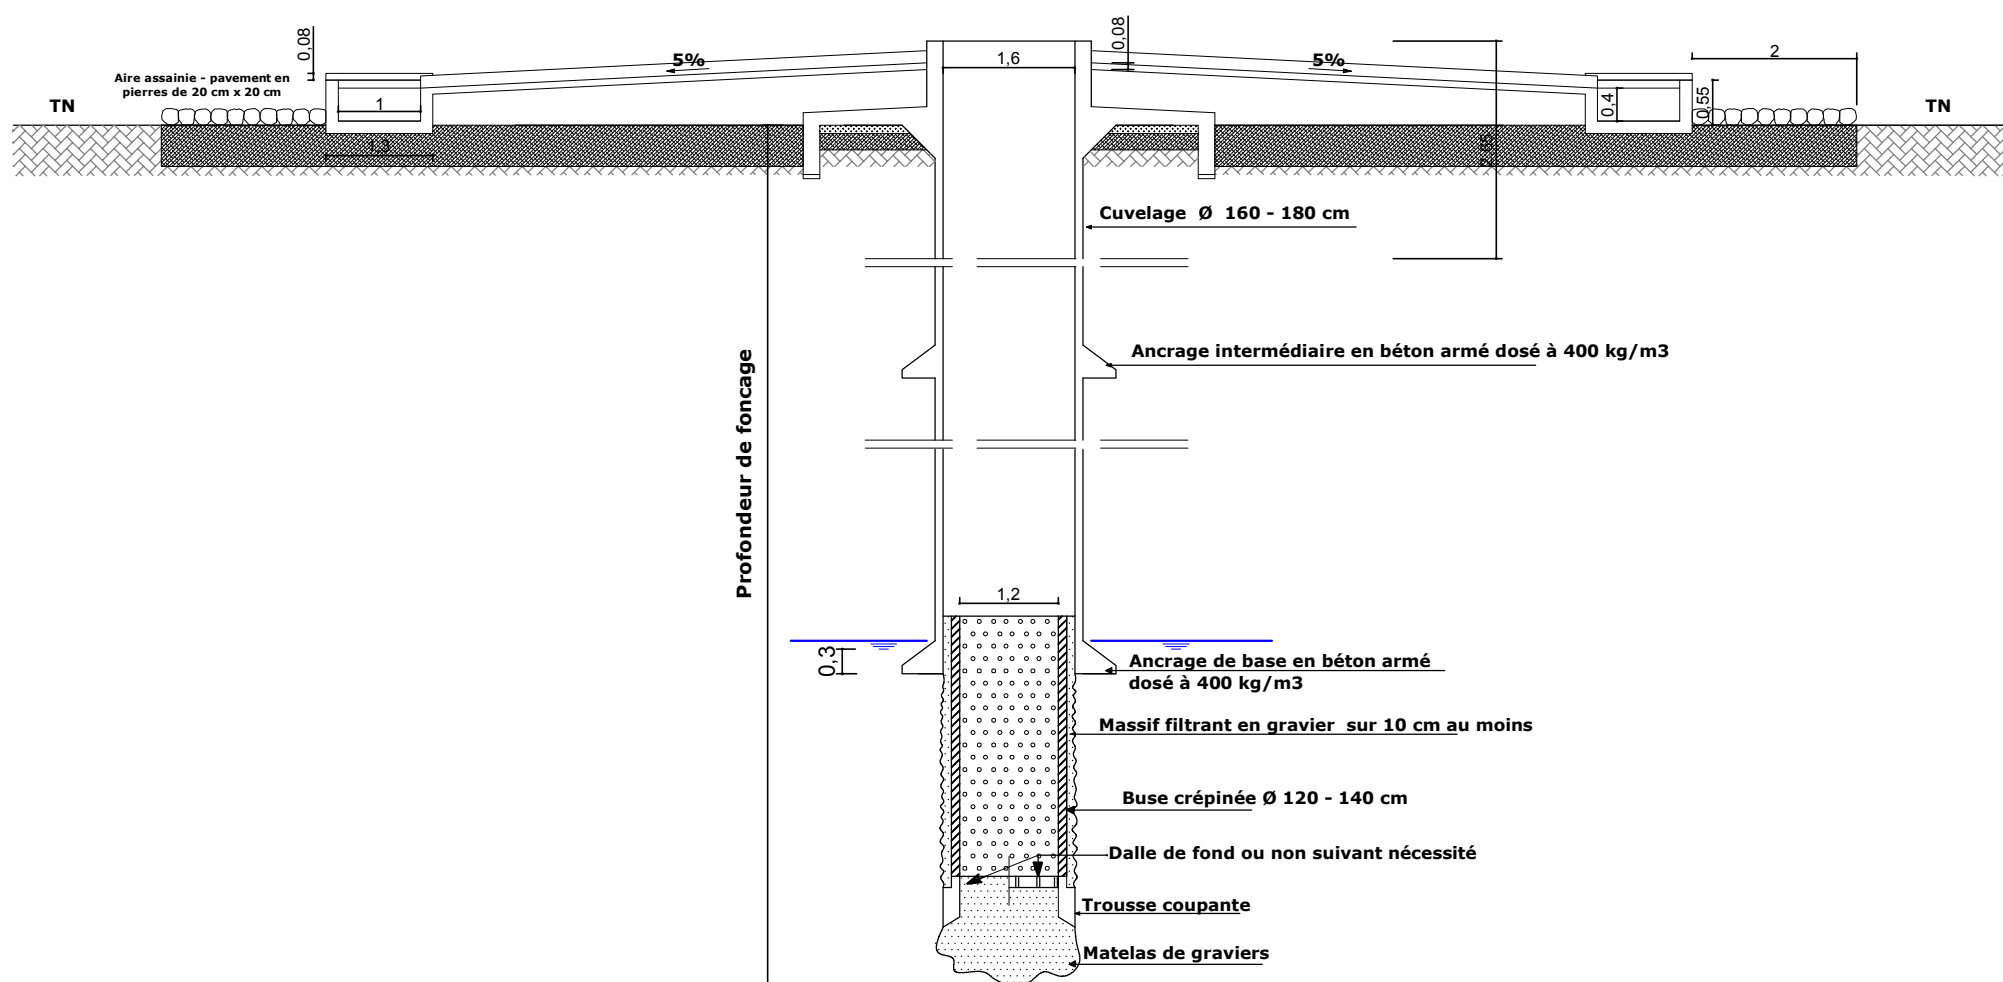 0,08
0,08
5%
1,6
5%
2
Aire assainie - pavement en
pierres de 20 cm x 20 cm
TN
1
0,4
0,55
TN
1,3
2,65
Cuvelage Ø 160 - 180 cm
Ancrage intermédiaire en béton armé dosé à 400 kg/m3
Profondeur de foncage
1,2
0,3
Ancrage de base en béton armé
dosé à 400 kg/m3
Massif filtrant en gravier sur 10 cm au moins
Buse crépinée Ø 120 - 140 cm
Dalle de fond ou non suivant nécessité
Trousse coupante
Matelas de graviers